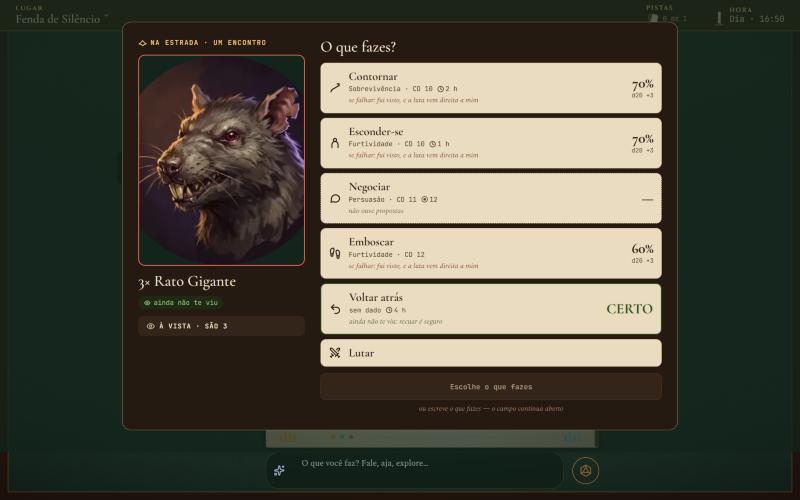 LUGAR
Fenda de Silêncio
PISTAS
0 de 1
HORA
Dia · 16:50
NA ESTRADA · UM ENCONTRO
3× Rato Gigante
ainda não te viu
À VISTA · SÃO 3
O que fazes?
Contornar
Sobrevivência · CD 10 2 h
se falhar: fui visto, e a luta vem direita a mim
70%
d20 +3
Esconder-se
Furtividade · CD 10 1 h
se falhar: fui visto, e a luta vem direita a mim
70%
d20 +3
Negociar
Persuasão · CD 11 12
não ouve propostas
—
Emboscar
Furtividade · CD 12
se falhar: fui visto, e a luta vem direita a mim
60%
d20 +3
Voltar atrás
sem dado 4 h
ainda não te viu: recuar é seguro
CERTO
Lutar
Escolhe o que fazes
ou escreve o que fazes — o campo continua aberto
O que você faz? Fale, aja, explore...